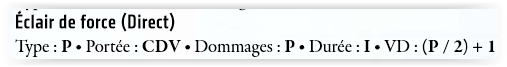 Éclair de force (Direct)
Type : P • Portée : CDV • Dommages : P • Durée : I • VD : (P / 2) + 1